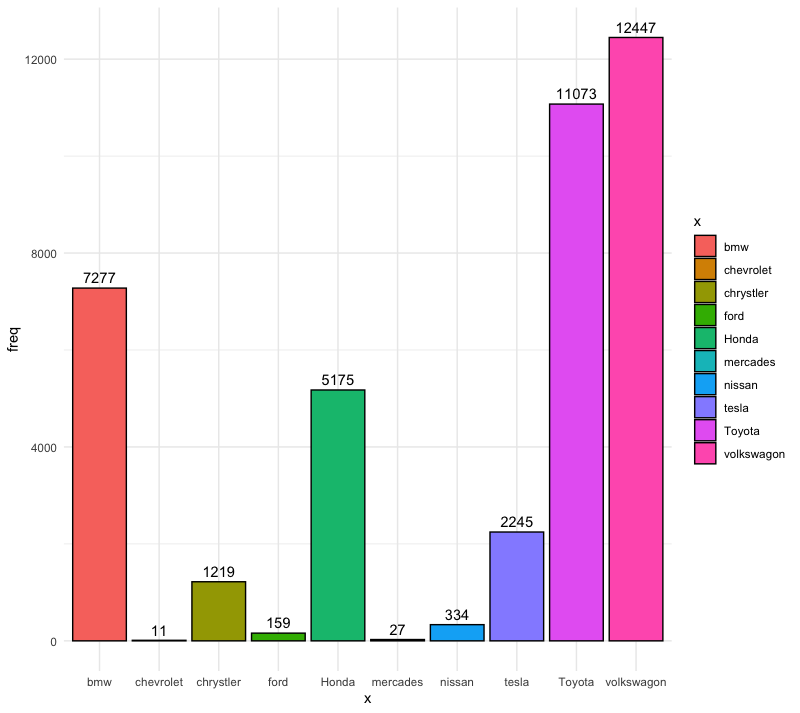 12447
12000
11073
x
bmw
8000
chevrolet
7277
chrystler
ford
freq
Honda
mercades
5175
nissan
tesla
4000
Toyota
volkswagon
2245
1219
334
159
27
11
0
bmw chevrolet chrystler ford Honda mercades nissan tesla Toyota volkswagon
x